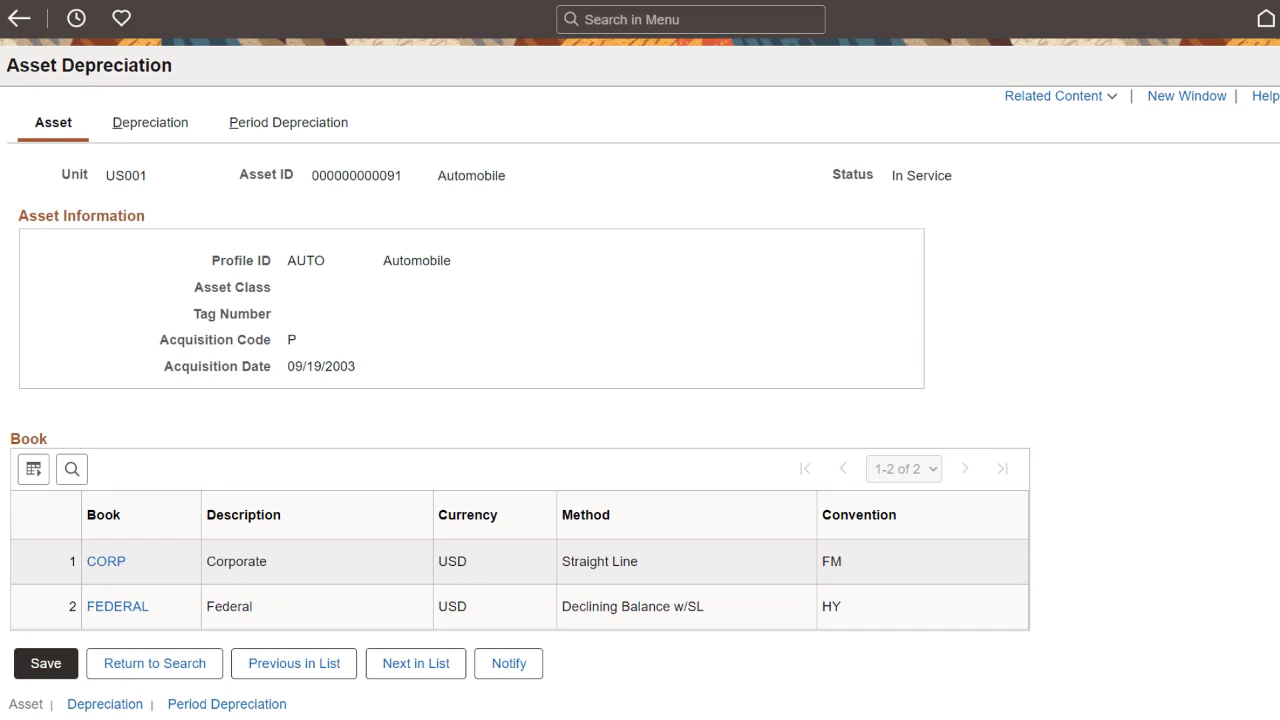 Search in Menu
Asset Depreciation
Related Content | New Window | Help
Asset Depreciation Period Depreciation
Unit US001 Asset ID 000000000091 Automobile Status In Service
Asset Information
Profile ID AUTO Automobile
Asset Class
Tag Number
Acquisition Code P
Acquisition Date 09/19/2003
Book
1-2 of 2
Book Description Currency Method Convention
1 CORP Corporate USD Straight Line FM
2 FEDERAL Federal USD Declining Balance w/SL HY
Save Return to Search Previous in List Next in List Notify
Asset | Depreciation | Period Depreciation